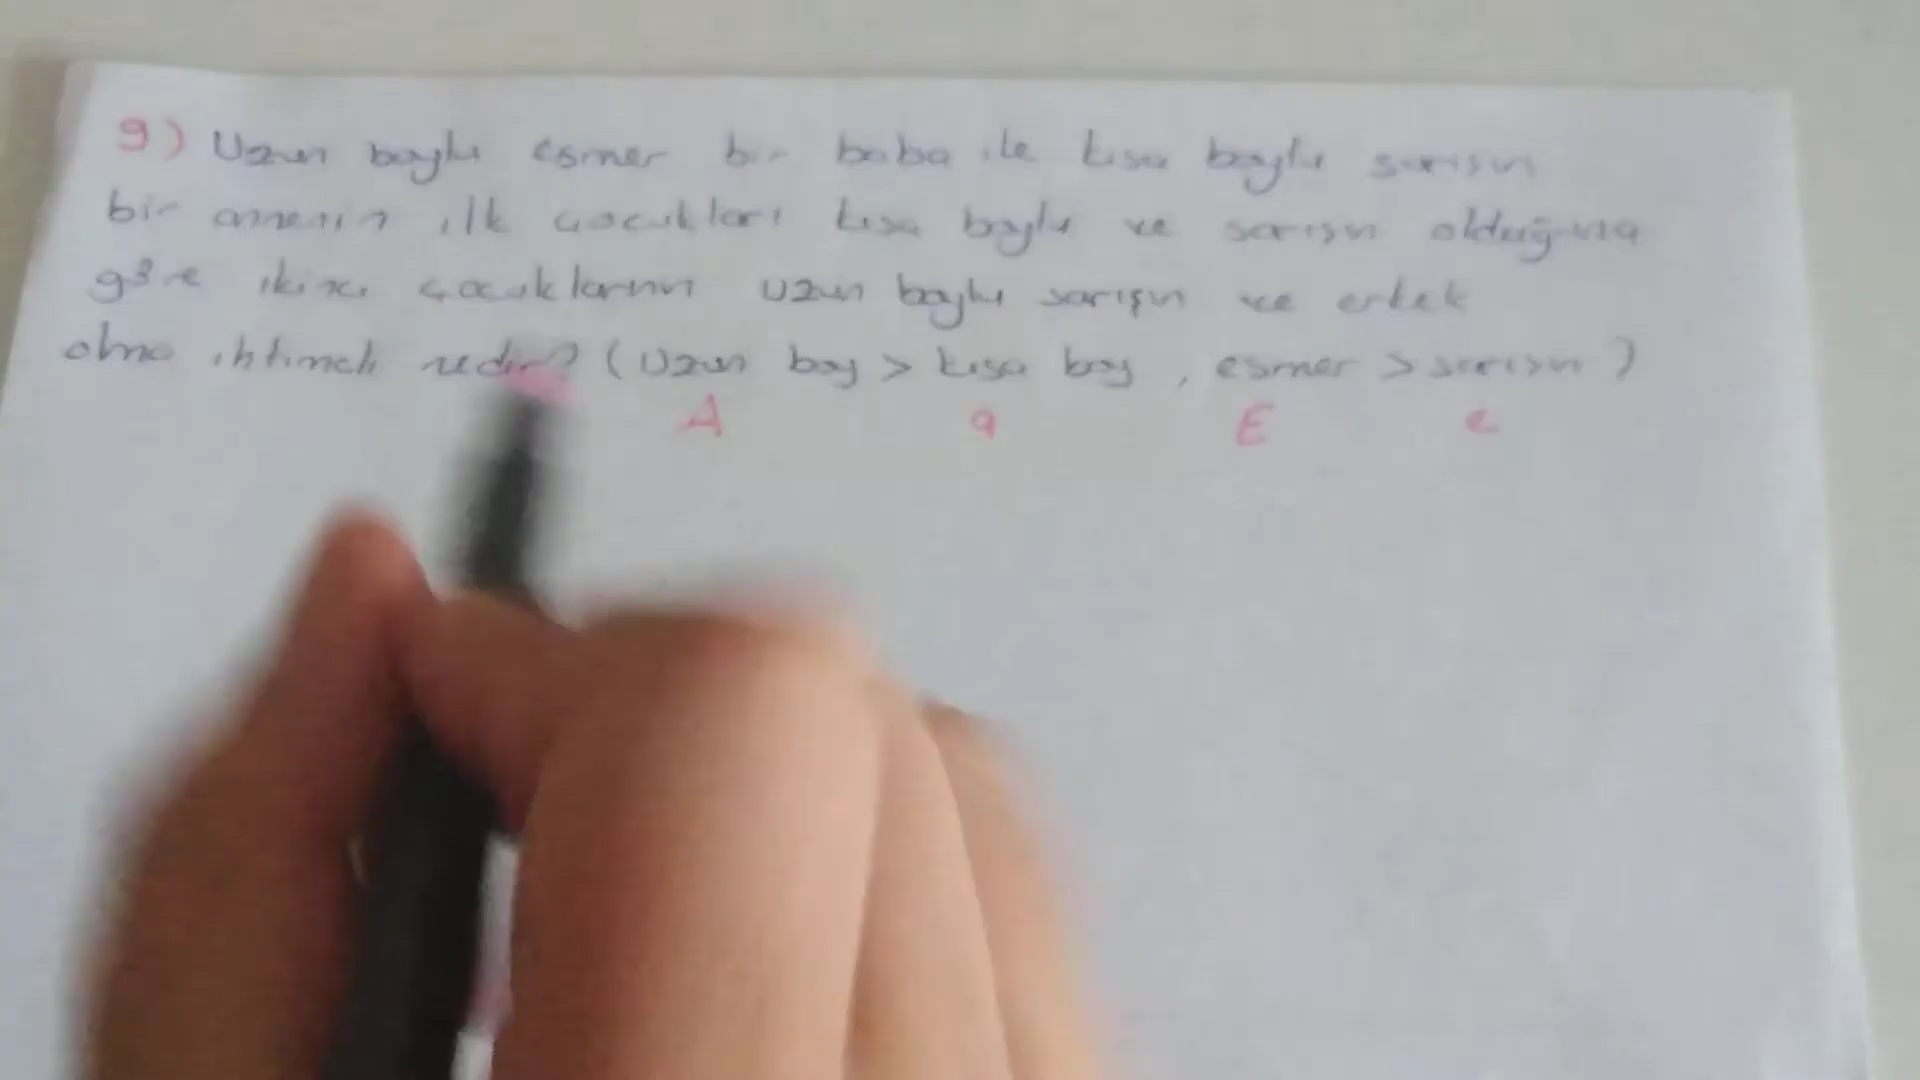 9) Uzun boylu esmer bir baba ile kısa boylu sarışın
bir annenin ilk çocukları kısa boylu ve sarışın olduğuna
göre ikinci çocuklarının uzun boylu sarışın ve erkek
olma ihtimali nedir? (Uzun boy > kısa boy , esmer > sarışın )
A a E e